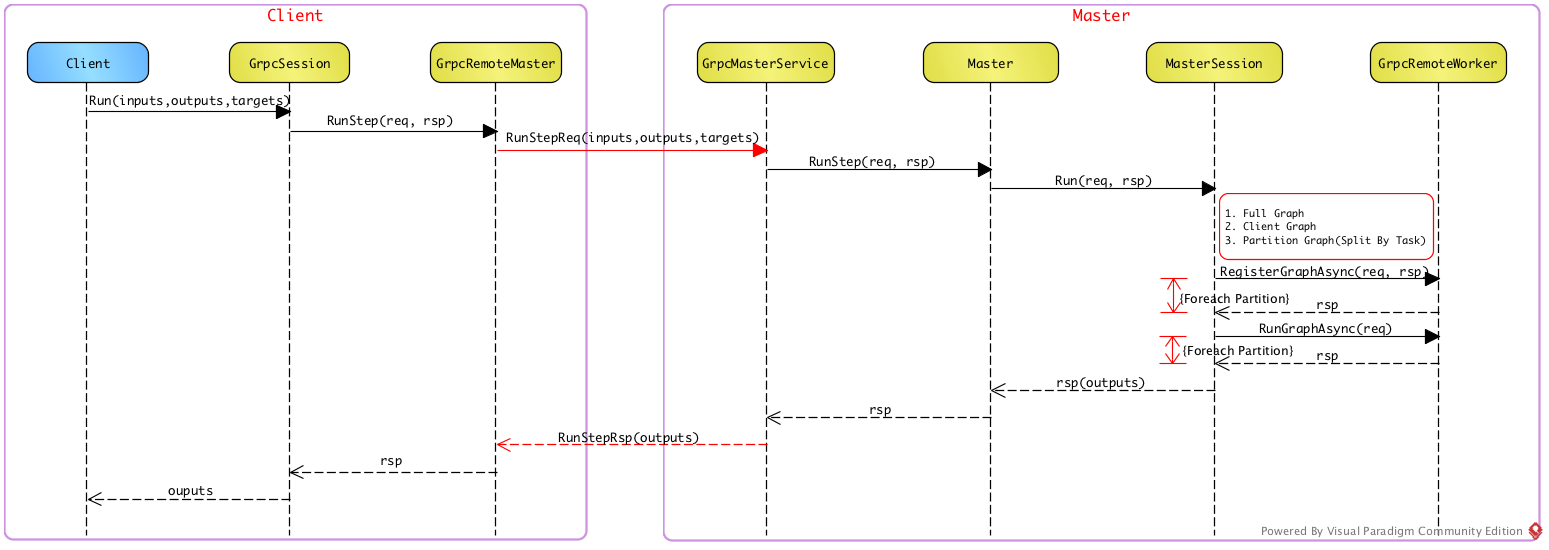 Client
Master
Client
GrpcSession
GrpcRemoteMaster
GrpcMasterService
Master
MasterSession
GrpcRemoteWorker
Run(inputs,outputs,targets)
RunStep(req, rsp)
RunStepReq(inputs,outputs,targets)
RunStep(req, rsp)
Run(req, rsp)
1. Full Graph
2. Client Graph
3. Partition Graph(Split By Task)
RegisterGraphAsync(req, rsp)
{Foreach Partition}
rsp
RunGraphAsync(req)
{Foreach Partition}
rsp
rsp(outputs)
rsp
RunStepRsp(outputs)
rsp
ouputs
Powered By Visual Paradigm Community Edition